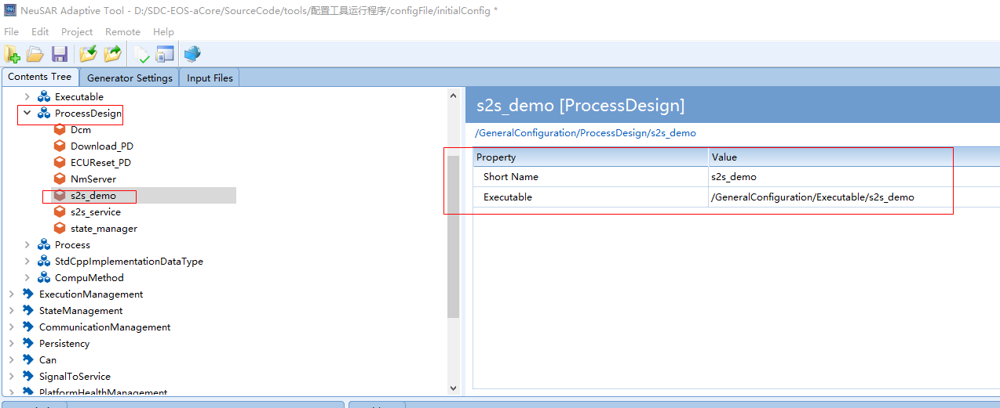 NeuSAR Adaptive Tool - D:/SDC-EOS-aCore/SourceCode/tools/配置工具运行程序/configFile/initialConfig *
File Edit Project Remote Help
Contents Tree Generator Settings Input Files
Executable
ProcessDesign
Dcm
Download_PD
ECUReset_PD
NmServer
s2s_demo
s2s_service
state_manager
Process
StdCppImplementationDataType
CompuMethod
ExecutionManagement
StateManagement
CommunicationManagement
Persistency
Can
SignalToService
PlatformHealthManagement
s2s_demo [ProcessDesign]
/GeneralConfiguration/ProcessDesign/s2s_demo
Property Value
Short Name s2s_demo
Executable /GeneralConfiguration/Executable/s2s_demo